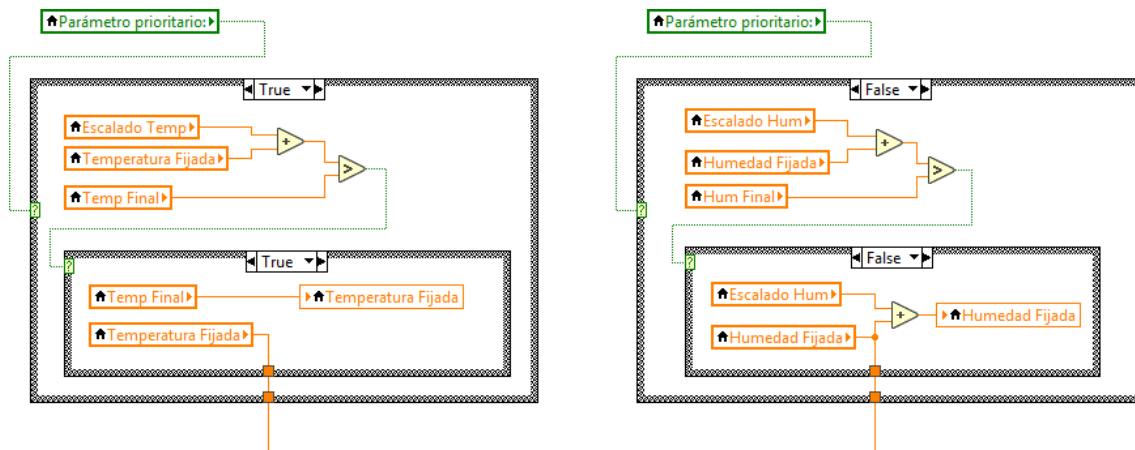 Parámetro prioritario:
True
Escalado Temp
Temperatura Fijada
+
>
Temp Final
?
?
True
Temp Final
Temperatura Fijada
Temperatura Fijada
Parámetro prioritario:
False
Escalado Hum
Humedad Fijada
+
>
Hum Final
?
?
False
Escalado Hum
+
Humedad Fijada
Humedad Fijada